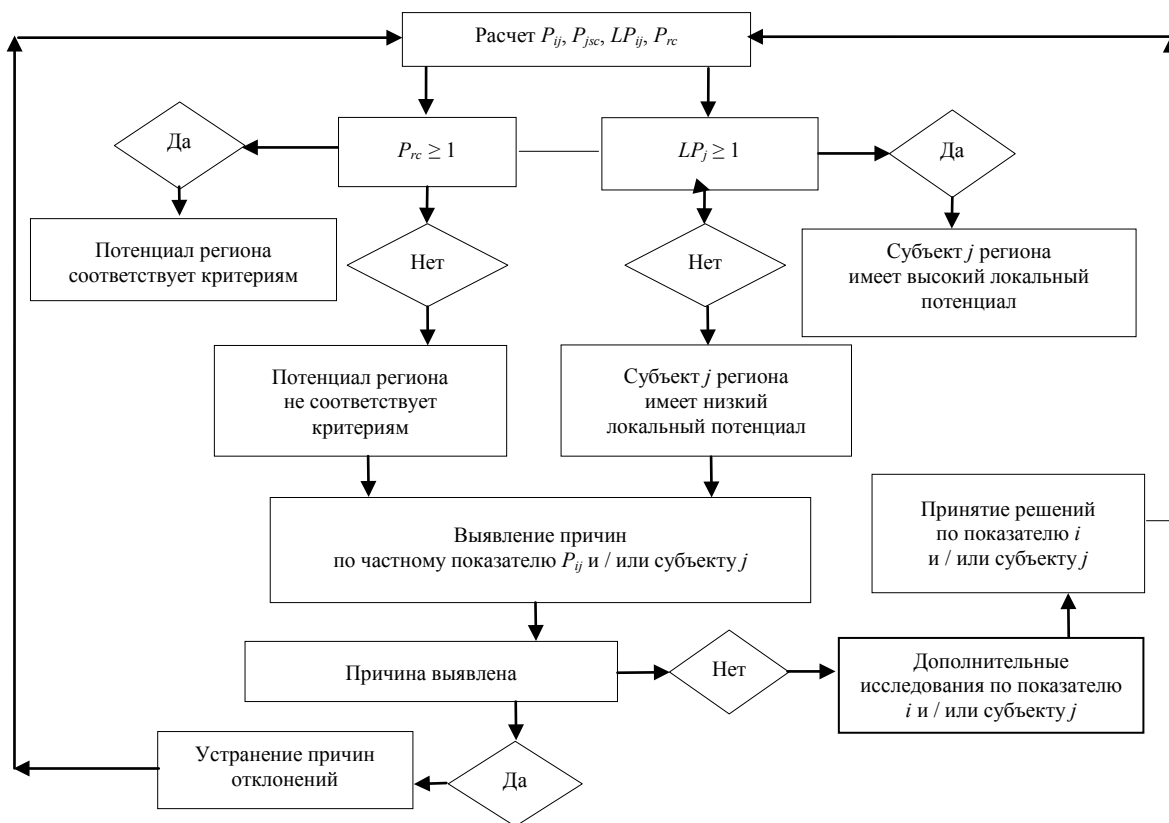 Расчет P_ij, P_jsc, LP_ij, P_rc
Да
P_rc ≥ 1
LP_j ≥ 1
Да
Потенциал региона
соответствует критериям
Нет
Нет
Субъект j региона
имеет высокий локальный
потенциал
Потенциал региона
не соответствует
критериям
Субъект j региона
имеет низкий
локальный потенциал
Выявление причин
по частному показателю P_ij и / или субъекту j
Принятие решений
по показателю i
и / или субъекту j
Причина выявлена
Нет
Дополнительные
исследования по показателю
i и / или субъекту j
Устранение причин
отклонений
Да